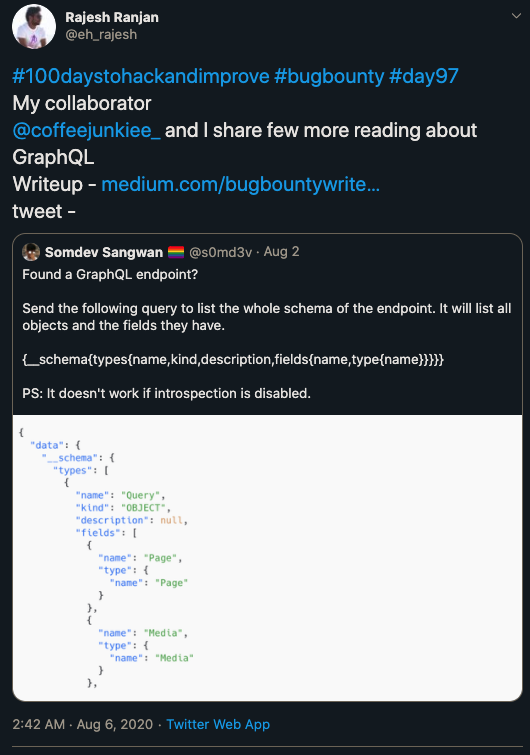 Rajesh Ranjan
@eh_rajesh
#100daystohackandimprove #bugbounty #day97
My collaborator
@coffeejunkiee_ and I share few more reading about
GraphQL
Writeup - medium.com/bugbountywrite...
tweet -
Somdev Sangwan @s0md3v · Aug 2
Found a GraphQL endpoint?
Send the following query to list the whole schema of the endpoint. It will list all
objects and the fields they have.
{__schema{types{name,kind,description,fields{name,type{name}}}}}
PS: It doesn't work if introspection is disabled.
{
"data": {
"__schema": {
"types": [
{
"name": "Query",
"kind": "OBJECT",
"description": null,
"fields": [
{
"name": "Page",
"type": {
"name": "Page"
}
},
{
"name": "Media",
"type": {
"name": "Media"
}
},
2:42 AM · Aug 6, 2020 · Twitter Web App